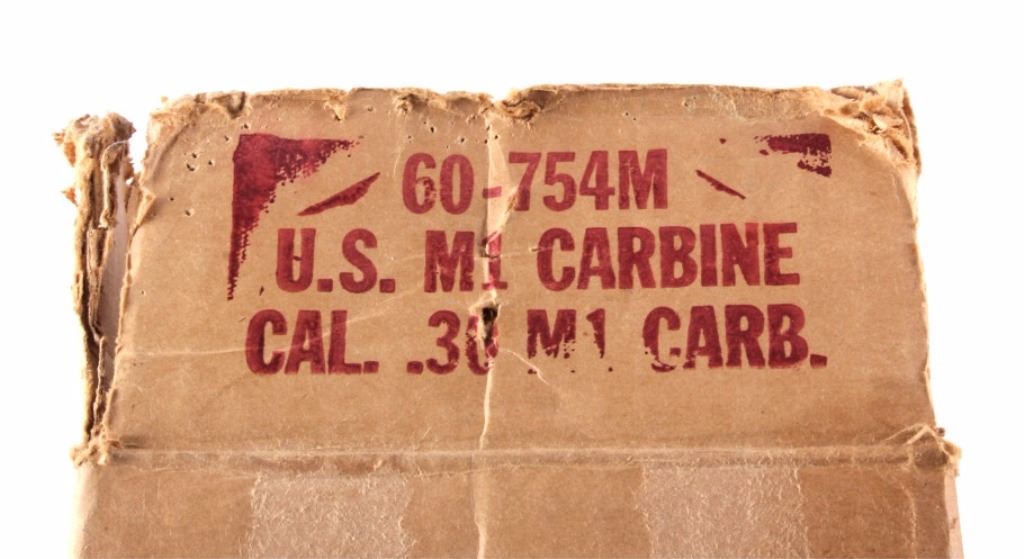 60-754M
U.S. M1 CARBINE
CAL. .30 M1 CARB.